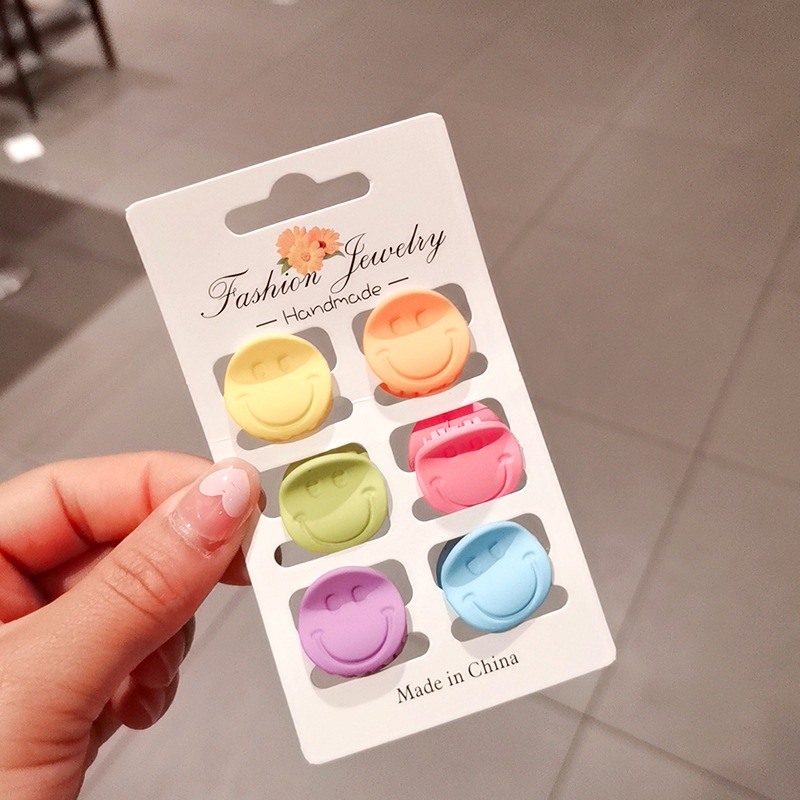 Fashion Jewelry
— Handmade —
Made in China